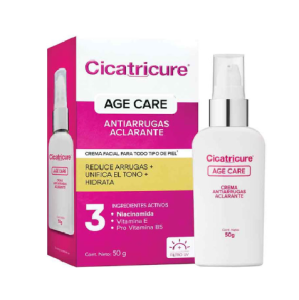 Cicatricure®
AGE CARE
ANTIARRUGAS
ACLARANTE
CREMA FACIAL PARA TODO TIPO DE PIEL
REDUCE ARRUGAS +
UNIFICA EL TONO +
HIDRATA
3
INGREDIENTES ACTIVOS
• Niacinamida
• Vitamina E
• Pro Vitamina B5
Cont. Neto: 50 g
Cicatricure
AGE CARE
CREMA
ANTIARRUGAS
ACLARANTE
50g